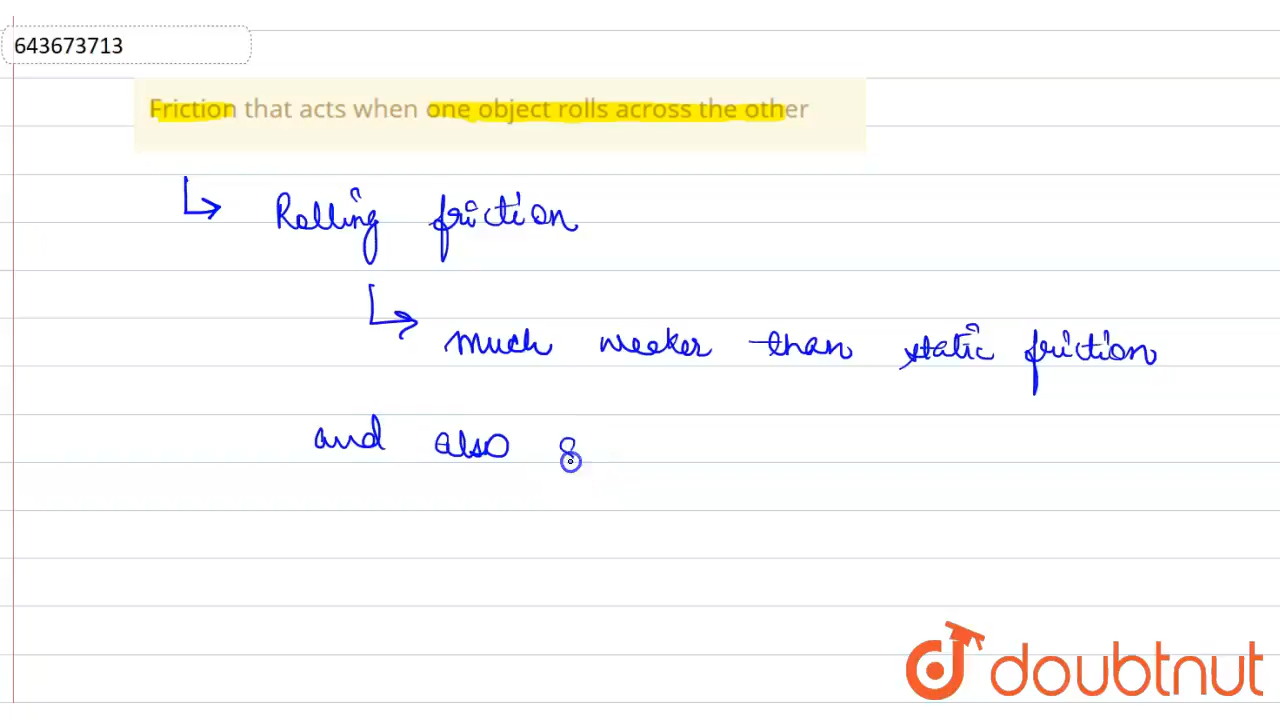 643673713
Friction that acts when one object rolls across the other
Rolling friction
much weeker than static friction
and also
doubtnut